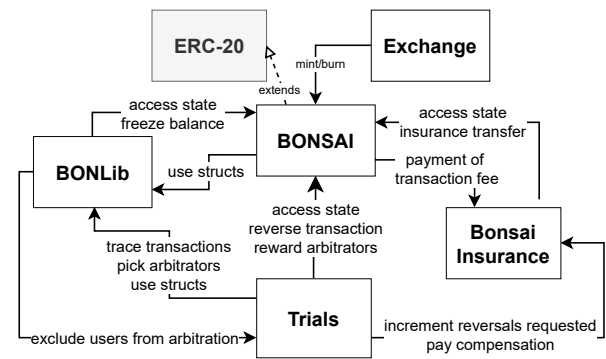 ERC-20
Exchange
mint/burn
extends
access state
freeze balance
BONSAI
access state
insurance transfer
BONLib
use structs
payment of
transaction fee
access state
reverse transaction
reward arbitrators
Bonsai
Insurance
trace transactions
pick arbitrators
use structs
Trials
exclude users from arbitration
increment reversals requested
pay compensation